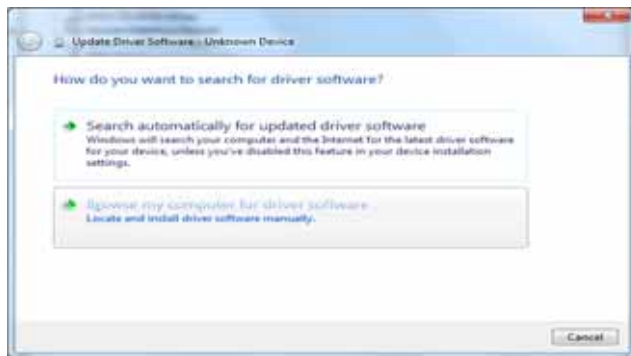 Update Driver Software - Unknown Device
How do you want to search for driver software?
Search automatically for updated driver software
Windows will search your computer and the Internet for the latest driver software
for your device, unless you've disabled this feature in your device installation
settings.
Browse my computer for driver software
Locate and install driver software manually.
Cancel